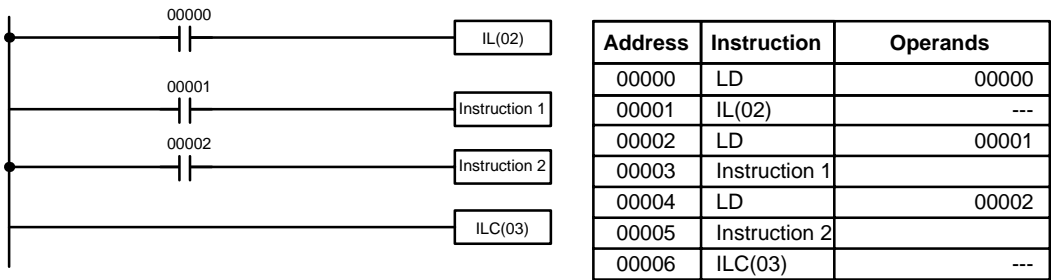 00000
IL(02)
00001
Instruction 1
00002
Instruction 2
ILC(03)
Address Instruction Operands
00000 LD 00000
00001 IL(02) ---
00002 LD 00001
00003 Instruction 1
00004 LD 00002
00005 Instruction 2
00006 ILC(03) ---